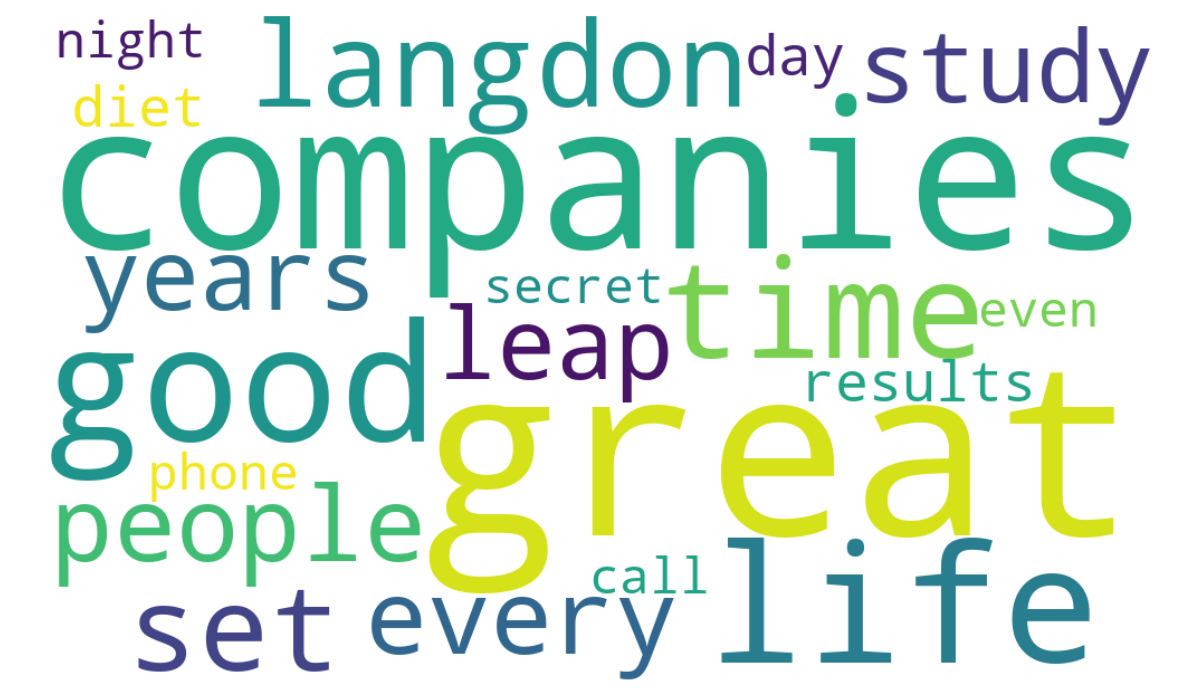 night langdon day study
diet
companies
years secret time even
leap
good results
great
phone
people
call life
set every